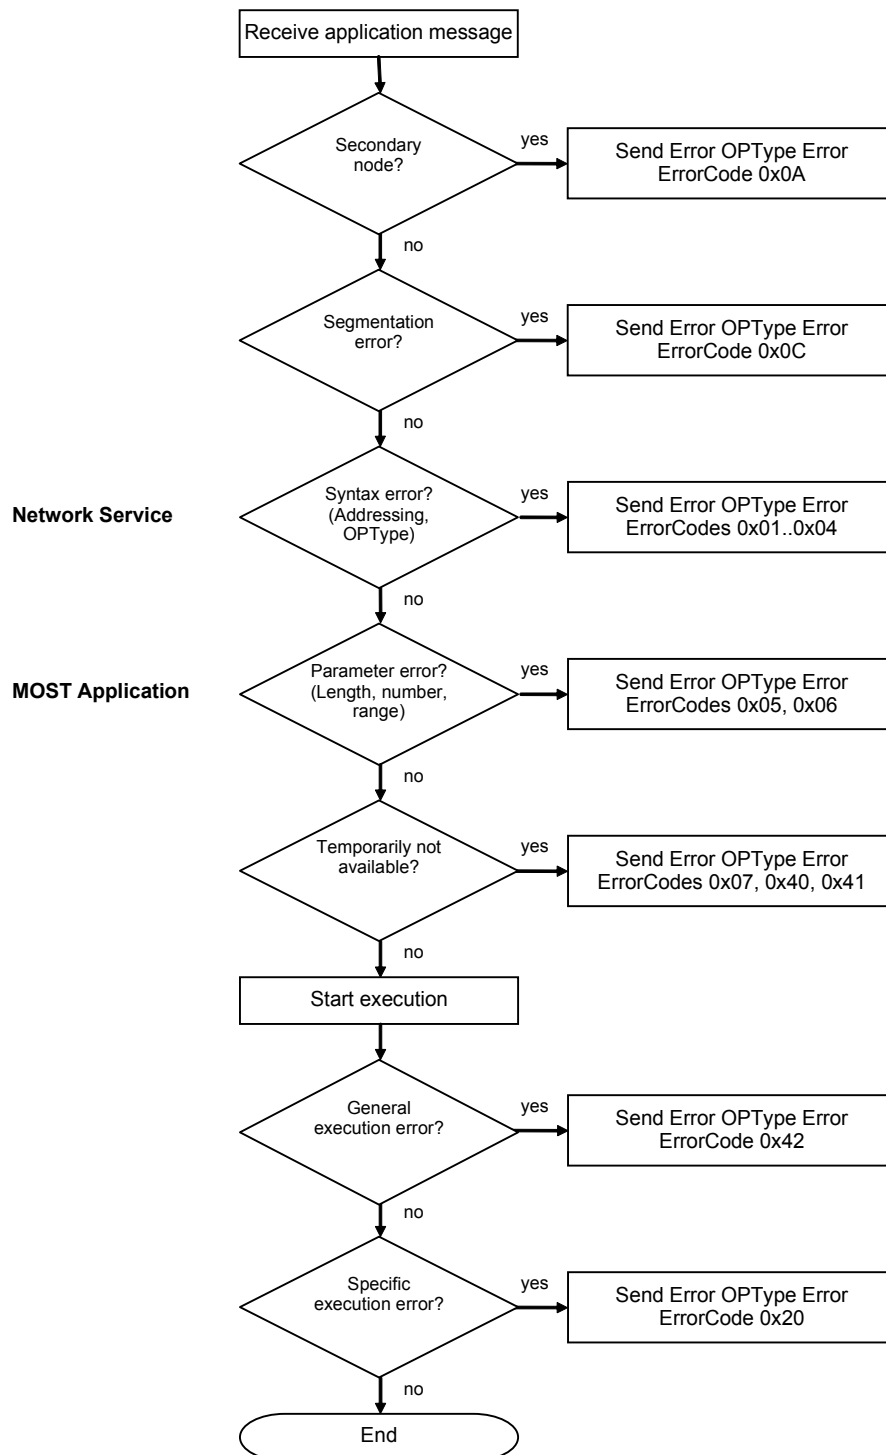 Receive application message
Secondary
node?
yes
Send Error OPType Error
ErrorCode 0x0A
no
Segmentation
error?
yes
Send Error OPType Error
ErrorCode 0x0C
no
Network Service
Syntax error?
(Addressing,
OPType)
yes
Send Error OPType Error
ErrorCodes 0x01..0x04
no
MOST Application
Parameter error?
(Length, number,
range)
yes
Send Error OPType Error
ErrorCodes 0x05, 0x06
no
Temporarily not
available?
yes
Send Error OPType Error
ErrorCodes 0x07, 0x40, 0x41
no
Start execution
General
execution error?
yes
Send Error OPType Error
ErrorCode 0x42
no
Specific
execution error?
yes
Send Error OPType Error
ErrorCode 0x20
no
End